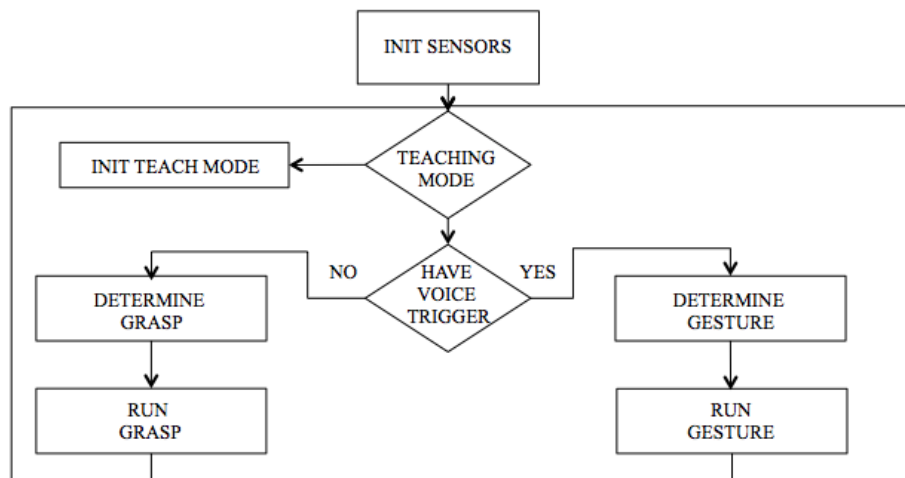 INIT SENSORS
TEACHING
MODE
INIT TEACH MODE
NO
HAVE
VOICE
TRIGGER
YES
DETERMINE
GRASP
DETERMINE
GESTURE
RUN
GRASP
RUN
GESTURE